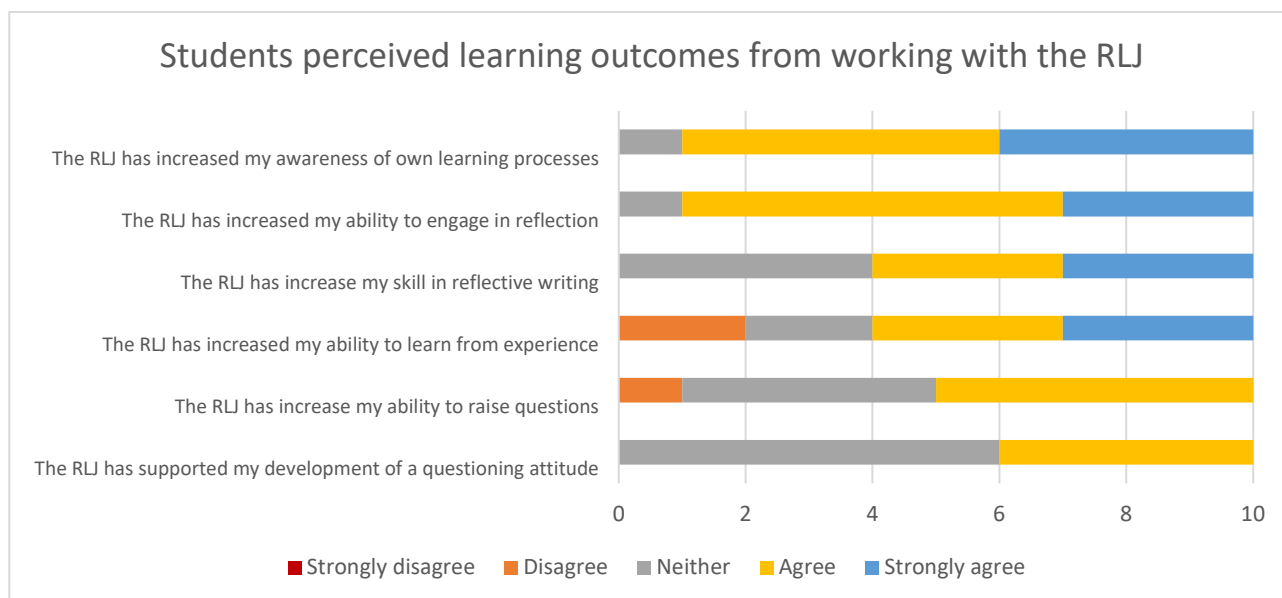 Students perceived learning outcomes from working with the RLJ
The RLJ has increased my awareness of own learning processes
The RLJ has increased my ability to engage in reflection
The RLJ has increase my skill in reflective writing
The RLJ has increased my ability to learn from experience
The RLJ has increase my ability to raise questions
The RLJ has supported my development of a questioning attitude
0 2 4 6 8 10
Strongly disagree Disagree Neither Agree Strongly agree